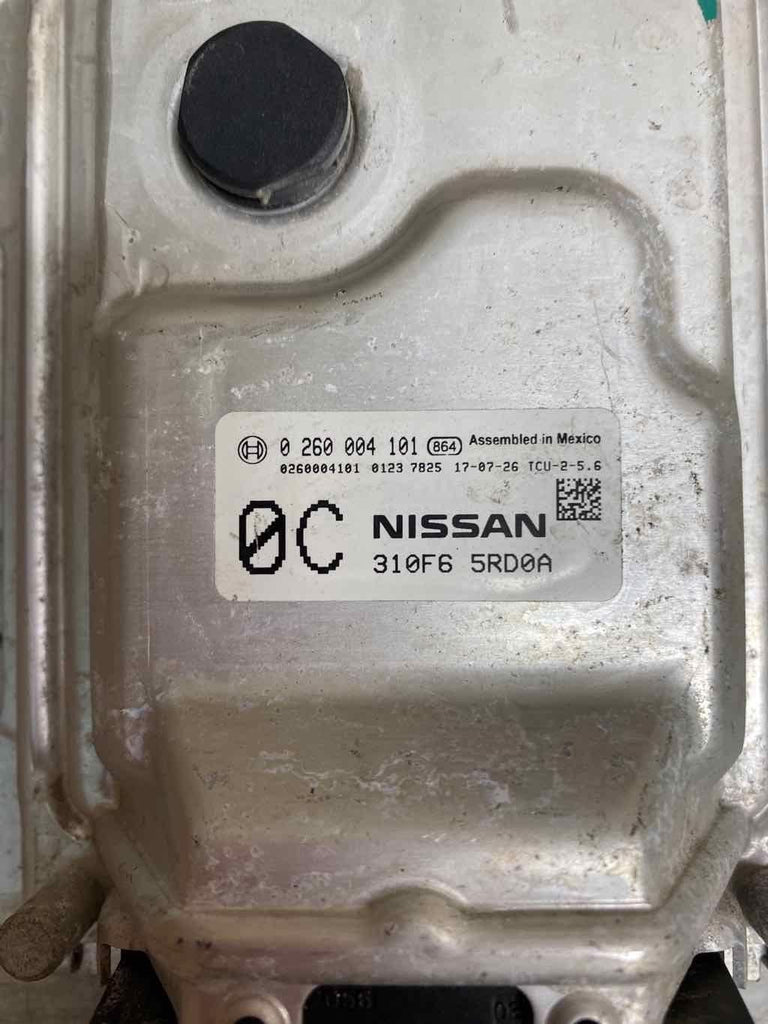 0 260 004 101 864 Assembled in Mexico
0260004101 0123 7825 17-07-26 TCU-2-5.6
0C NISSAN
310F6 5RD0A